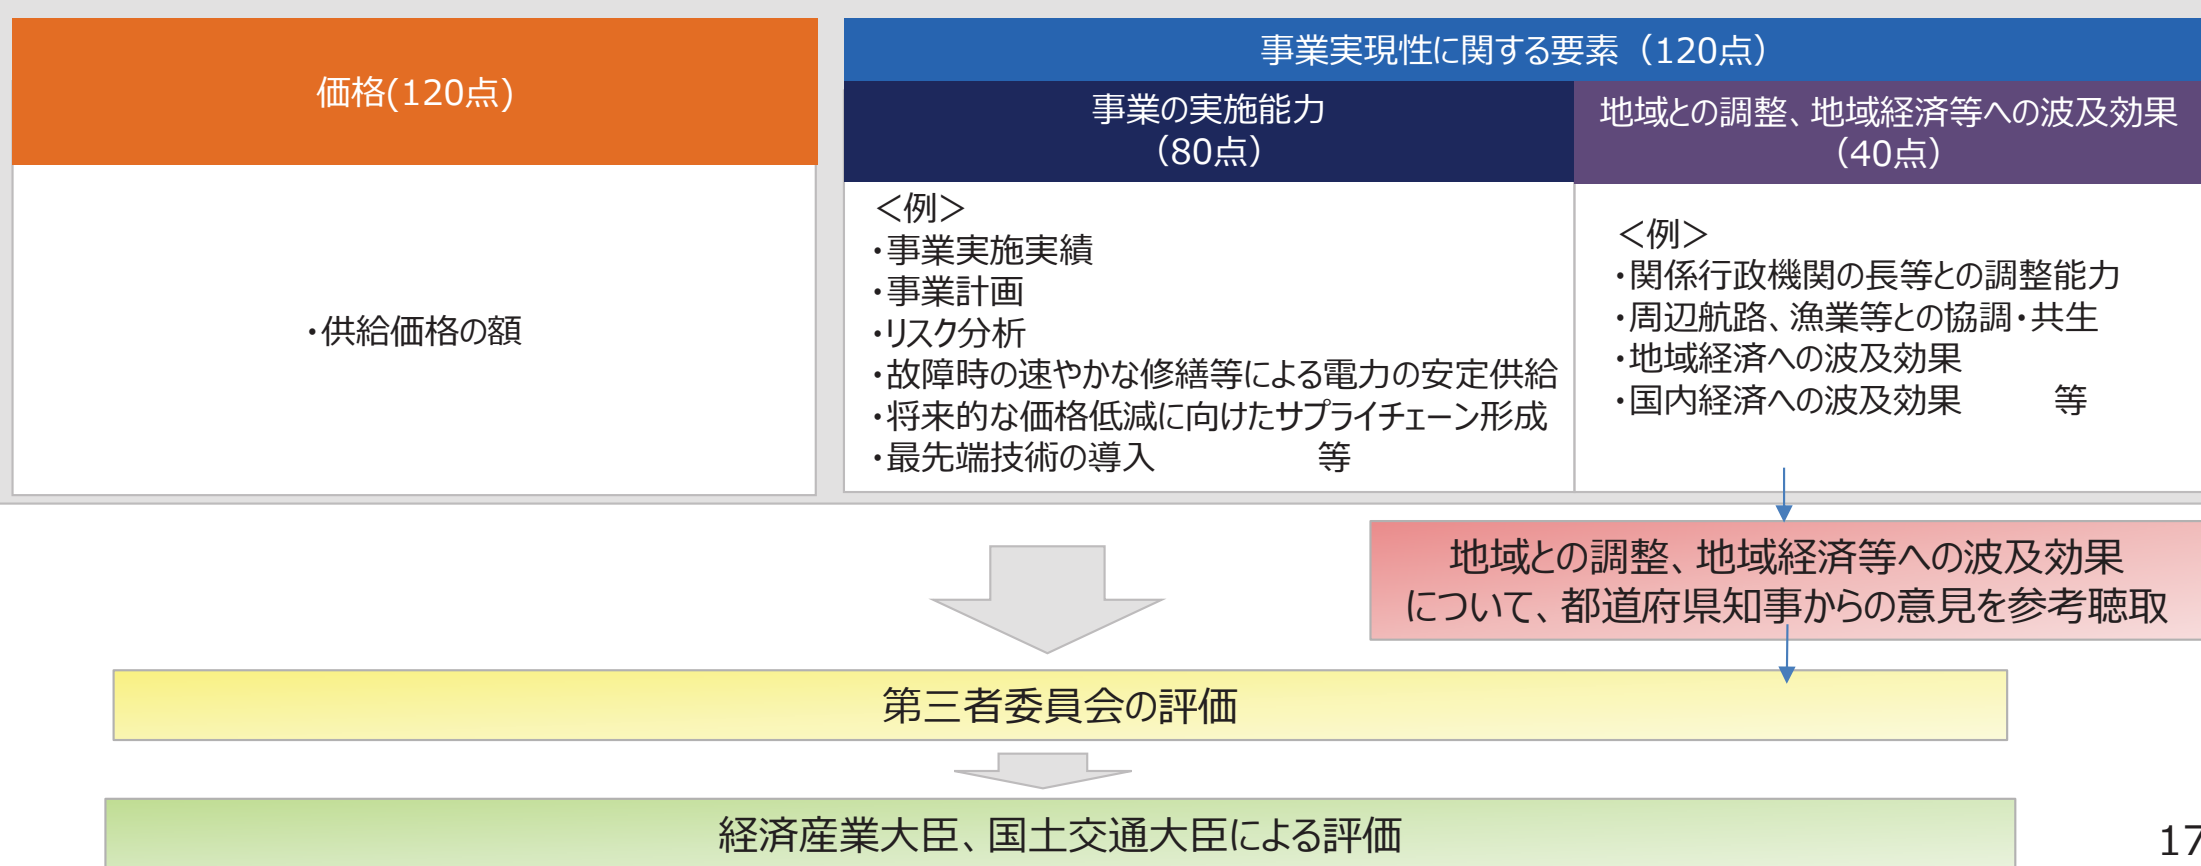 価格(120点)
・供給価格の額
事業実現性に関する要素（120点）
事業の実施能力
（80点）
＜例＞
・事業実施実績
・事業計画
・リスク分析
・故障時の速やかな修繕等による電力の安定供給
・将来的な価格低減に向けたサプライチェーン形成
・最先端技術の導入　　　　　等
地域との調整、地域経済等への波及効果
（40点）
＜例＞
・関係行政機関の長等との調整能力
・周辺航路、漁業等との協調・共生
・地域経済への波及効果
・国内経済への波及効果　　　等
地域との調整、地域経済等への波及効果
について、都道府県知事からの意見を参考聴取
第三者委員会の評価
経済産業大臣、国土交通大臣による評価
17